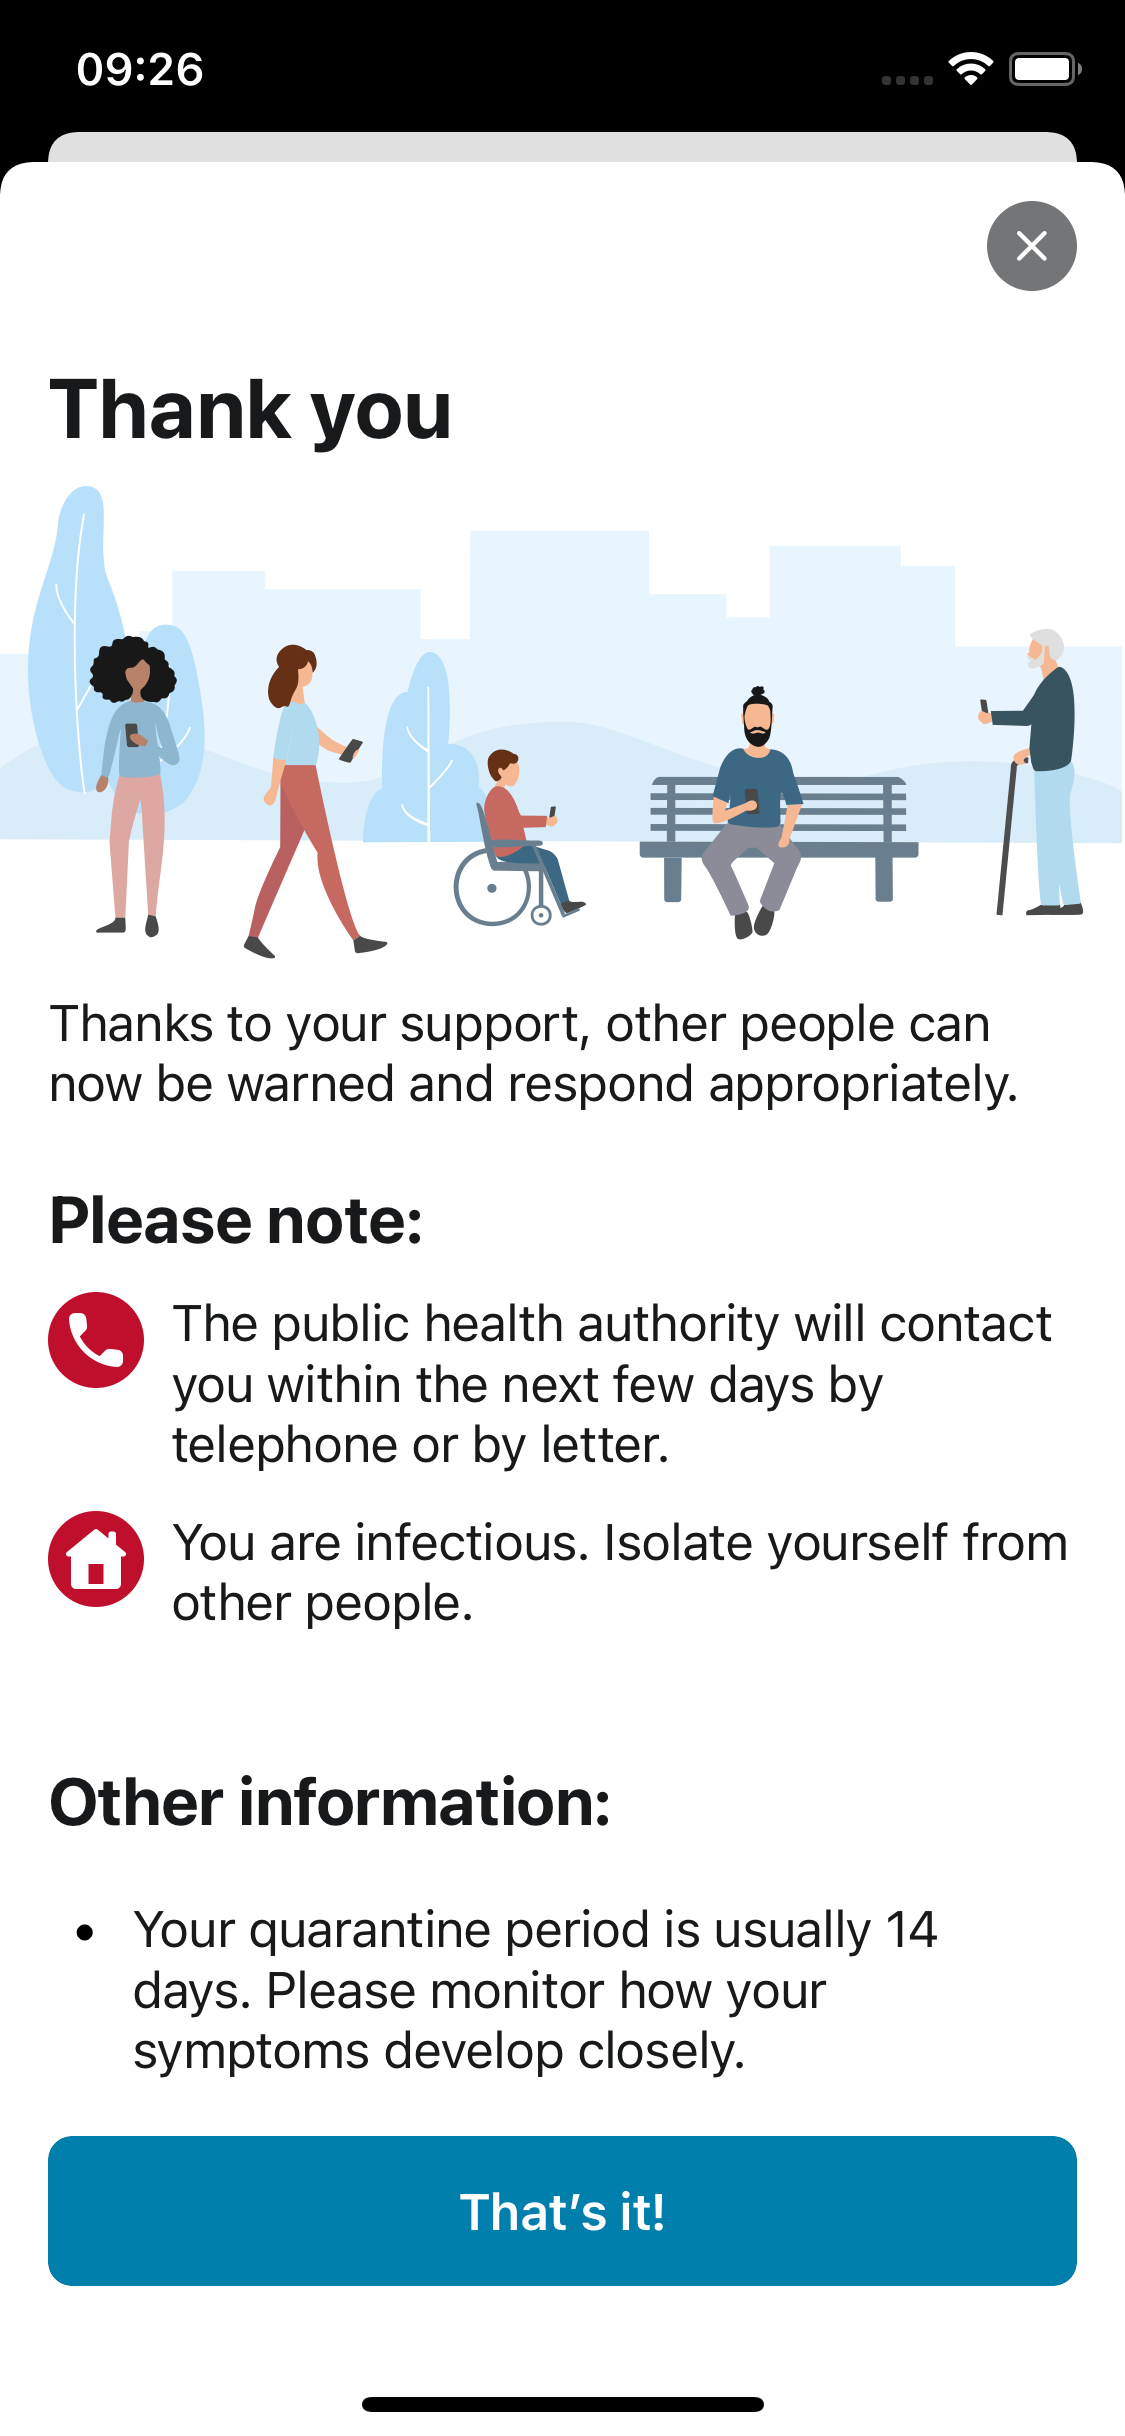 09:26
Thank you
Thanks to your support, other people can
now be warned and respond appropriately.
Please note:
The public health authority will contact
you within the next few days by
telephone or by letter.
You are infectious. Isolate yourself from
other people.
Other information:
• Your quarantine period is usually 14
days. Please monitor how your
symptoms develop closely.
That’s it!